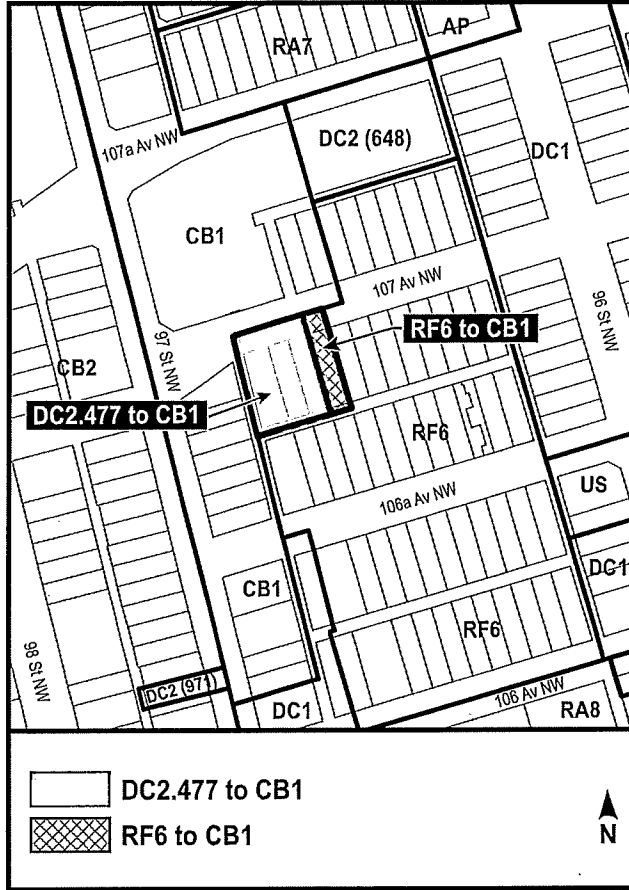 RA7
AP
107a Av NW
DC2 (648)
DC1
CB1
107 Av NW
96 St NW
RF6 to CB1
97 St NW
CB2
DC2.477 to CB1
RF6
US
106a Av NW
DC1
CB1
RF6
98 St NW
DC2 (971)
106 Av NW
DC1
RA8
DC2.477 to CB1
RF6 to CB1
N